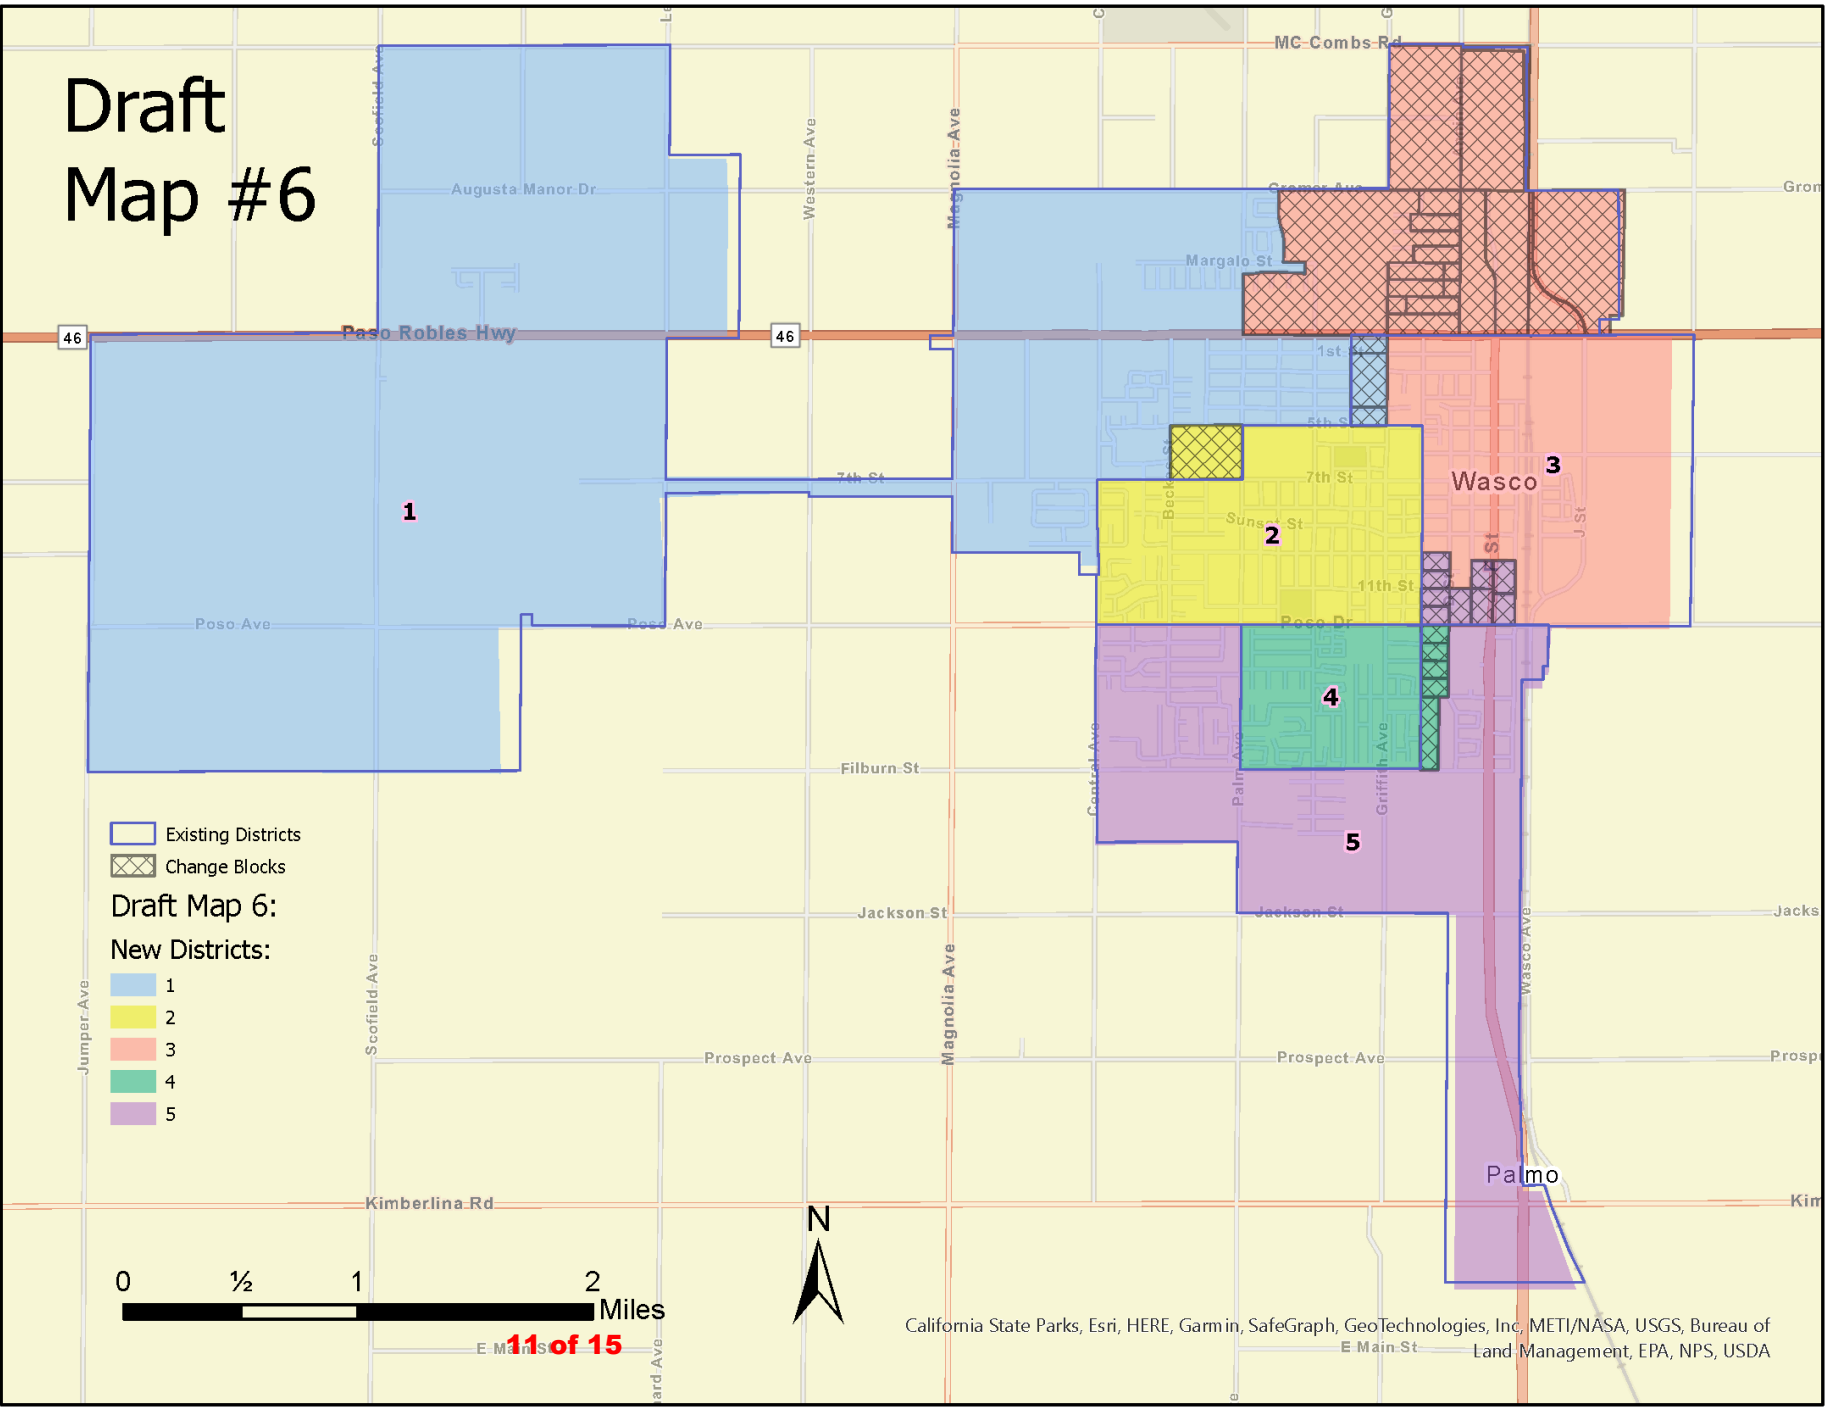 Draft
Map #6
MC Combs Rd
Scofield Ave
Western Ave
Magnolia Ave
Augusta Manor Dr
Gromer Ave
Grom
Margalo St
46
Paso Robles Hwy
46
1st St
5th St
7th St
7th St
Wasco
3
1
2
Beckes St
Sunset St
J St
F St
11th St
Poso Ave
Poso Ave
Poso Dr
4
Central Ave
Palm Ave
Griffith Ave
Filburn St
5
Existing Districts
Change Blocks
Draft Map 6:
New Districts:
1
2
3
4
5
Jackson St
Jackson St
Jacks
Jumper Ave
Scofield Ave
Magnolia Ave
Wasco Ave
Prospect Ave
Prospect Ave
Prosp
Palmo
Kimberlina Rd
Kim
N
0 ½ 1 2
Miles
11 of 15
E Main St
ard Ave
E Main St
California State Parks, Esri, HERE, Garmin, SafeGraph, GeoTechnologies, Inc, METI/NASA, USGS, Bureau of
Land Management, EPA, NPS, USDA